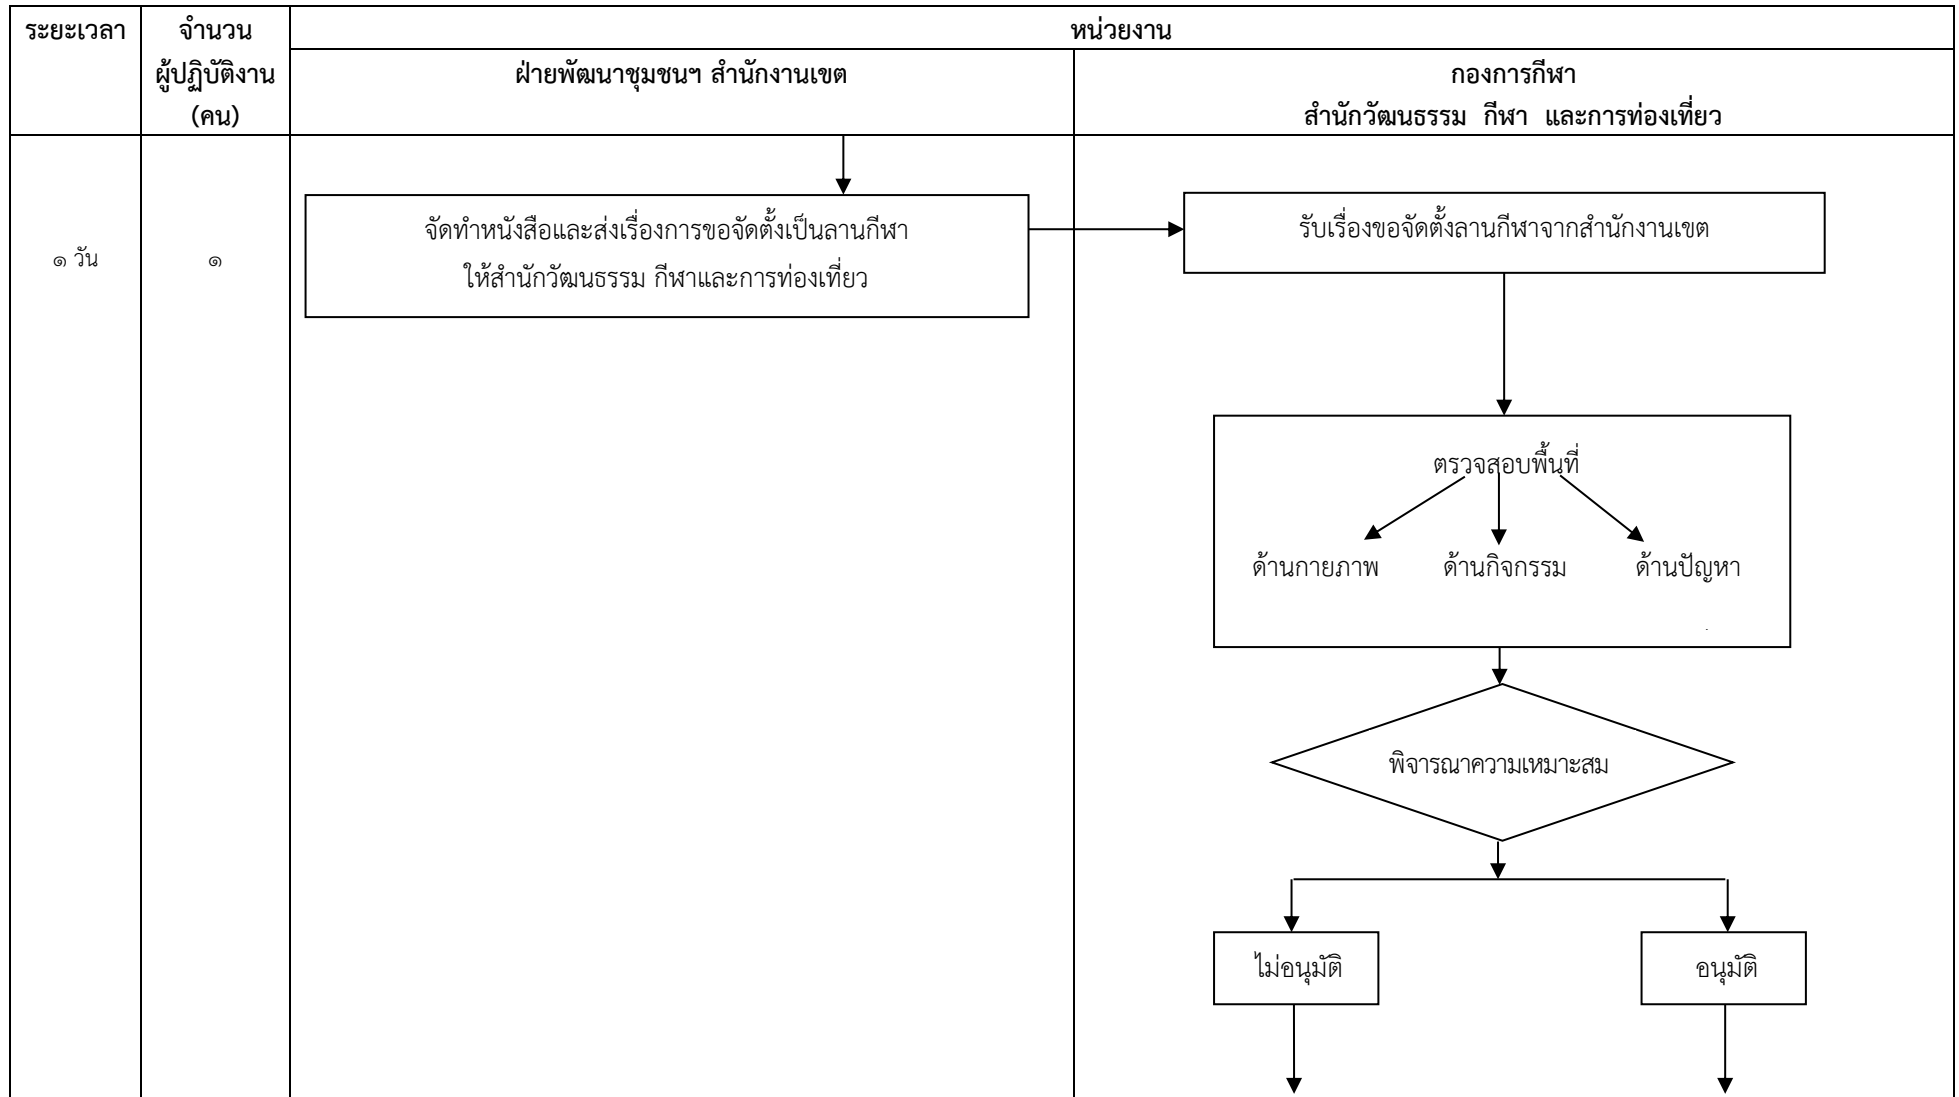 ระยะเวลา
จำนวน
ผู้ปฏิบัติงาน
(คน)
หน่วยงาน
ฝ่ายพัฒนาชุมชนฯ สำนักงานเขต
กองการกีฬา
สำนักวัฒนธรรม กีฬา และการท่องเที่ยว
๑ วัน
๑
จัดทำหนังสือและส่งเรื่องการขอจัดตั้งเป็นลานกีฬา
ให้สำนักวัฒนธรรม กีฬาและการท่องเที่ยว
รับเรื่องขอจัดตั้งลานกีฬาจากสำนักงานเขต
ตรวจสอบพื้นที่
ด้านกายภาพ
ด้านกิจกรรม
ด้านปัญหา
พิจารณาความเหมาะสม
ไม่อนุมัติ
อนุมัติ